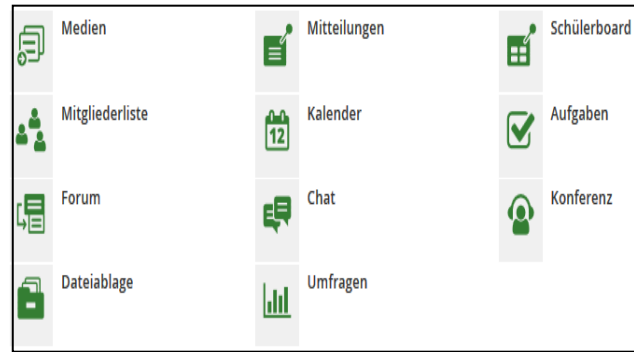 Medien
Mitteilungen
Schülerboard
Mitgliederliste
12
Kalender
Aufgaben
Forum
Chat
Konferenz
Dateiablage
Umfragen